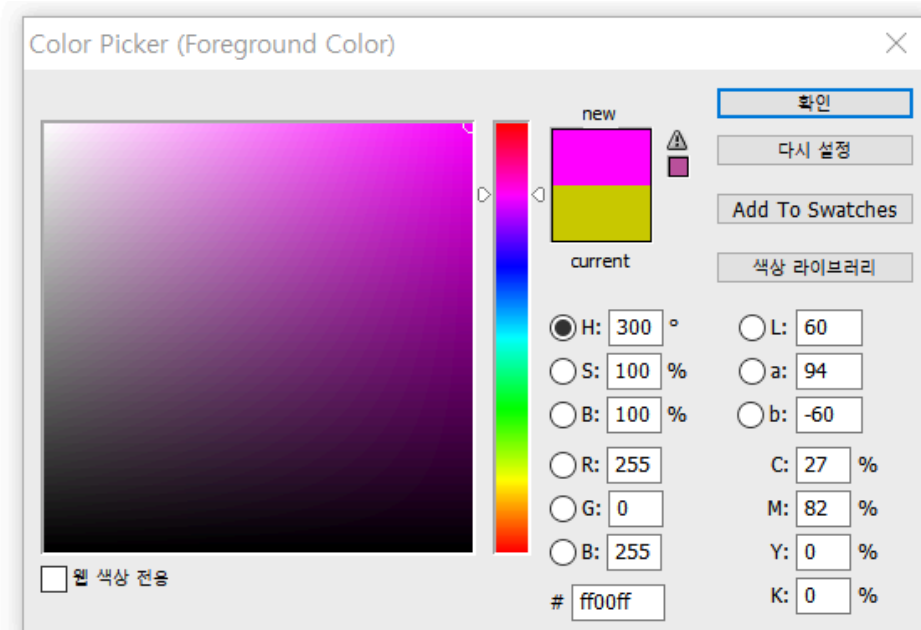 Color Picker (Foreground Color)
new
current
확인
다시 설정
Add To Swatches
색상 라이브러리
H: 300 °
S: 100 %
B: 100 %
R: 255
G: 0
B: 255
# ff00ff
L: 60
a: 94
b: -60
C: 27 %
M: 82 %
Y: 0 %
K: 0 %
웹 색상 전용